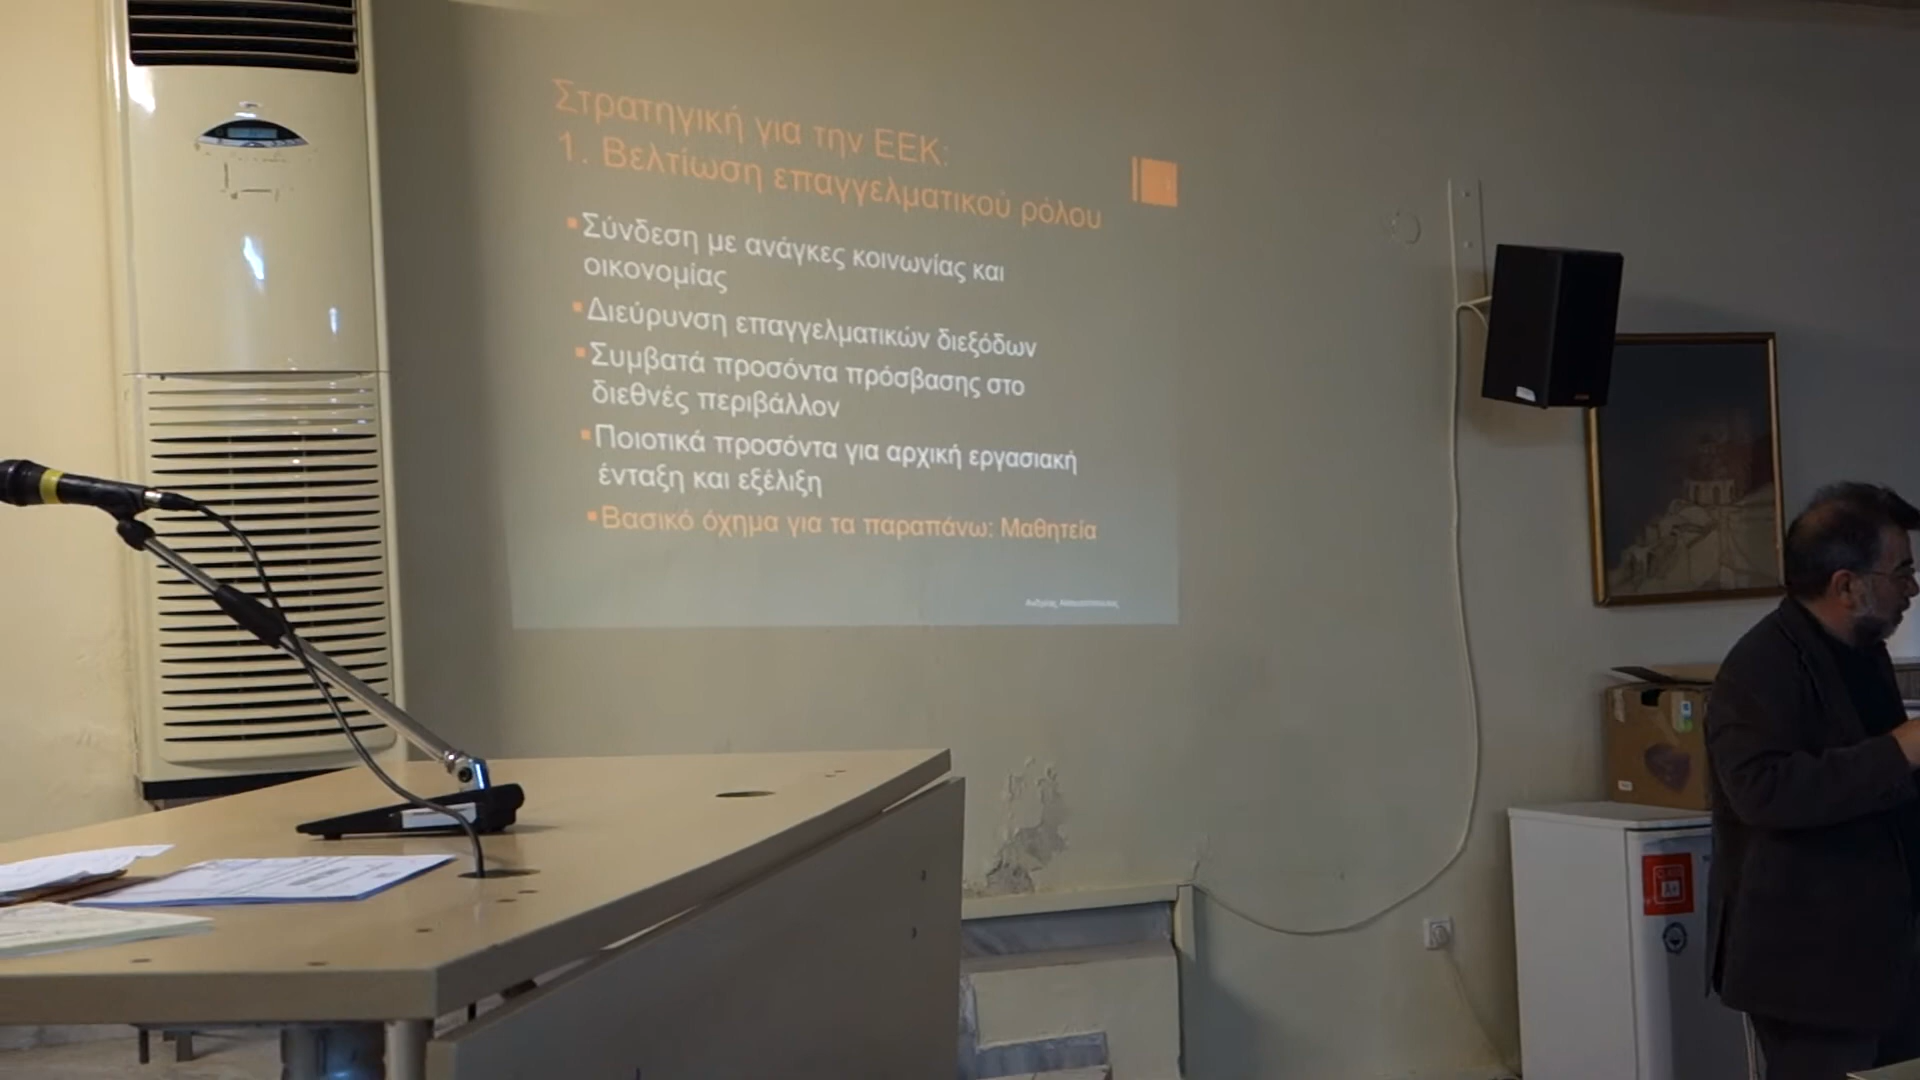 Στρατηγική για την ΕΕΚ:
1. Βελτίωση επαγγελματικού ρόλου
▪Σύνδεση με ανάγκες κοινωνίας και
οικονομίας
▪Διεύρυνση επαγγελματικών διεξόδων
▪Συμβατά προσόντα πρόσβασης στο
διεθνές περιβάλλον
▪Ποιοτικά προσόντα για αρχική εργασιακή
ένταξη και εξέλιξη
▪Βασικό όχημα για τα παραπάνω: Μαθητεία
A+